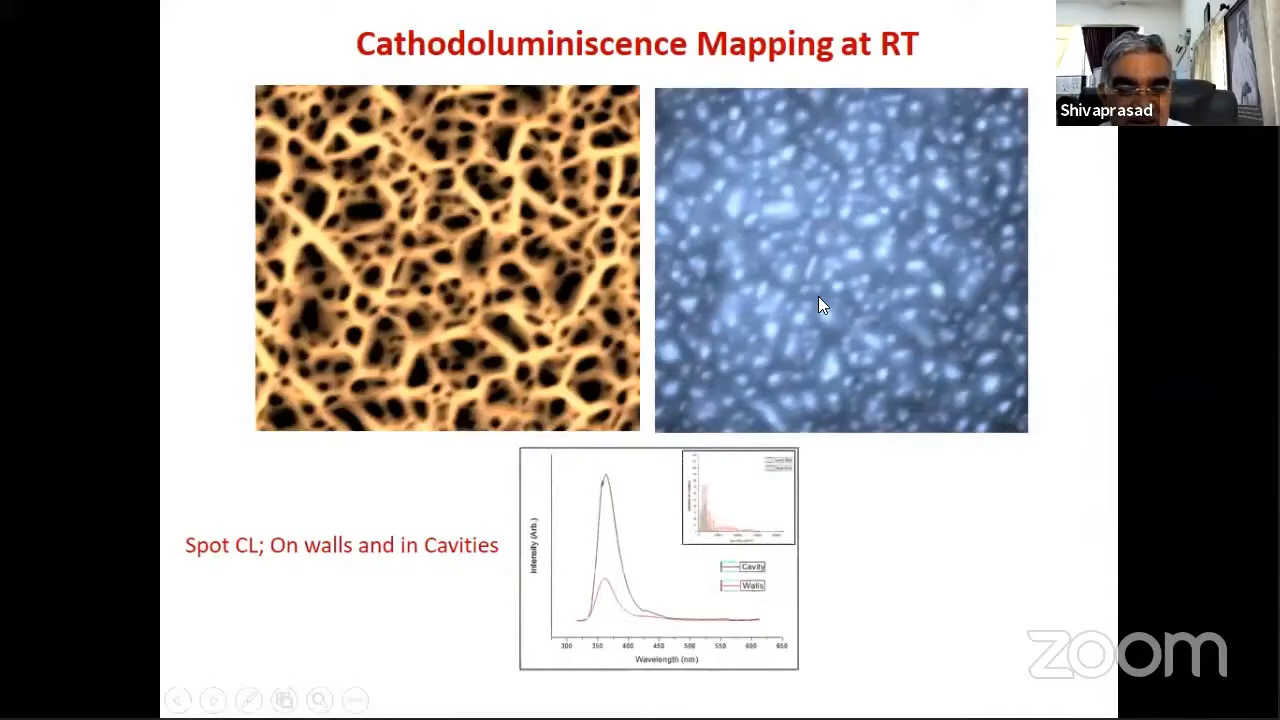 Cathodoluminiscence Mapping at RT
Shivaprasad
Spot CL; On walls and in Cavities
Intensity (Arb.)
Cavity
Walls
300 350 400 450 500 550 600 650
Wavelength (nm)
zoom